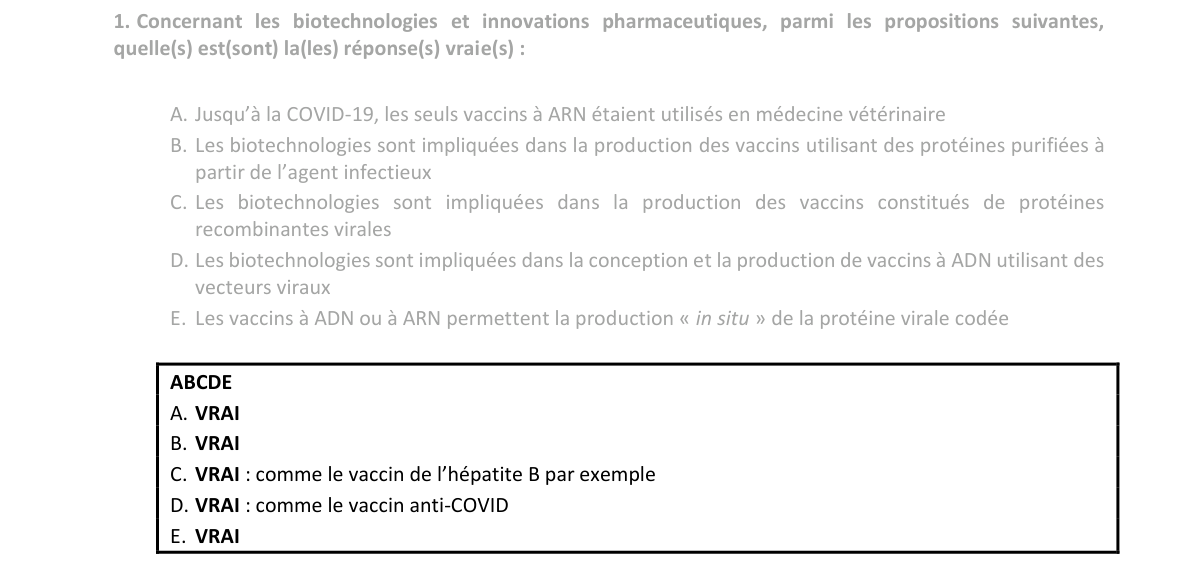 1. Concernant les biotechnologies et innovations pharmaceutiques, parmi les propositions suivantes,
quelle(s) est(sont) la(les) réponse(s) vraie(s) :
A. Jusqu’à la COVID-19, les seuls vaccins à ARN étaient utilisés en médecine vétérinaire
B. Les biotechnologies sont impliquées dans la production des vaccins utilisant des protéines purifiées à
partir de l’agent infectieux
C. Les biotechnologies sont impliquées dans la production des vaccins constitués de protéines
recombinantes virales
D. Les biotechnologies sont impliquées dans la conception et la production de vaccins à ADN utilisant des
vecteurs viraux
E. Les vaccins à ADN ou à ARN permettent la production « in situ » de la protéine virale codée
ABCDE
A. VRAI
B. VRAI
C. VRAI : comme le vaccin de l’hépatite B par exemple
D. VRAI : comme le vaccin anti-COVID
E. VRAI